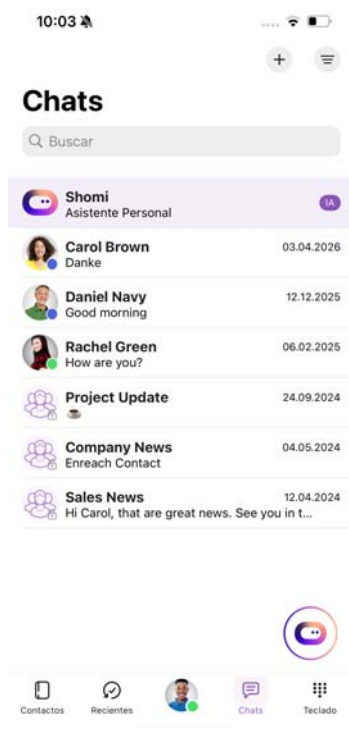 10:03
Chats
Buscar
Shomi
IA
Asistente Personal
Carol Brown
03.04.2026
Danke
Daniel Navy
12.12.2025
Good morning
Rachel Green
06.02.2025
How are you?
Project Update
24.09.2024
Company News
04.05.2024
Enreach Contact
Sales News
12.04.2024
Hi Carol, that are great news. See you in t...
Contactos
Recientes
Chats
Teclado